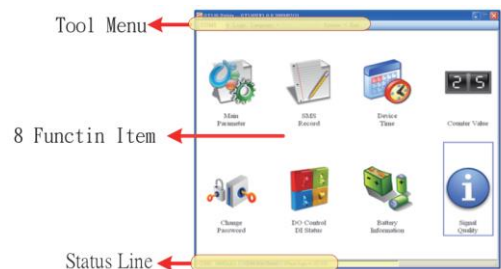 Tool Menu
8 Functin Item
Status Line
Main
Parameter
SMS
Record
Device
Time
25
Counter Value
Change
Password
DO Control
DI Status
Battery
Information
i
Signal
Quality